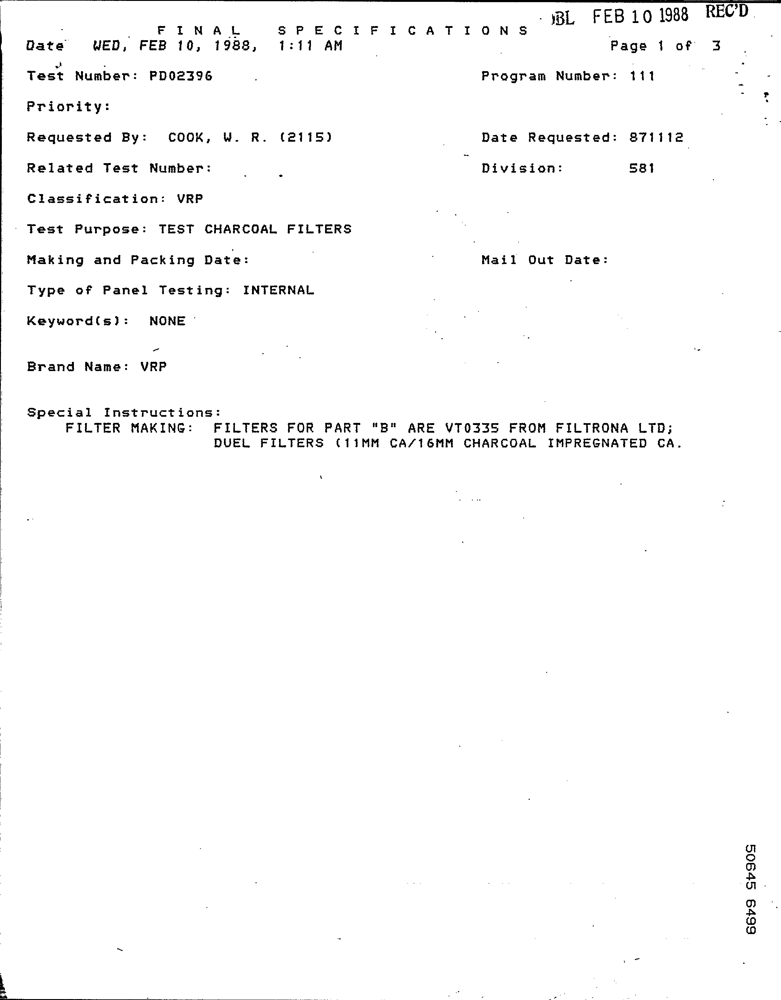 FEB 10 1988 REC'D
F I N A L   S P E C I F I C A T I O N S
Date WED, FEB 10, 1988, 1:11 AM Page 1 of 3
Test Number: PD02396 Program Number: 111
Priority:
Requested By: COOK, W. R. (2115) Date Requested: 871112
Related Test Number: Division: 581
Classification: VRP
Test Purpose: TEST CHARCOAL FILTERS
Making and Packing Date: Mail Out Date:
Type of Panel Testing: INTERNAL
Keyword(s): NONE
Brand Name: VRP
Special Instructions:
FILTER MAKING: FILTERS FOR PART "B" ARE VT0335 FROM FILTRONA LTD;
DUEL FILTERS (11MM CA/16MM CHARCOAL IMPREGNATED CA.
50645 6499